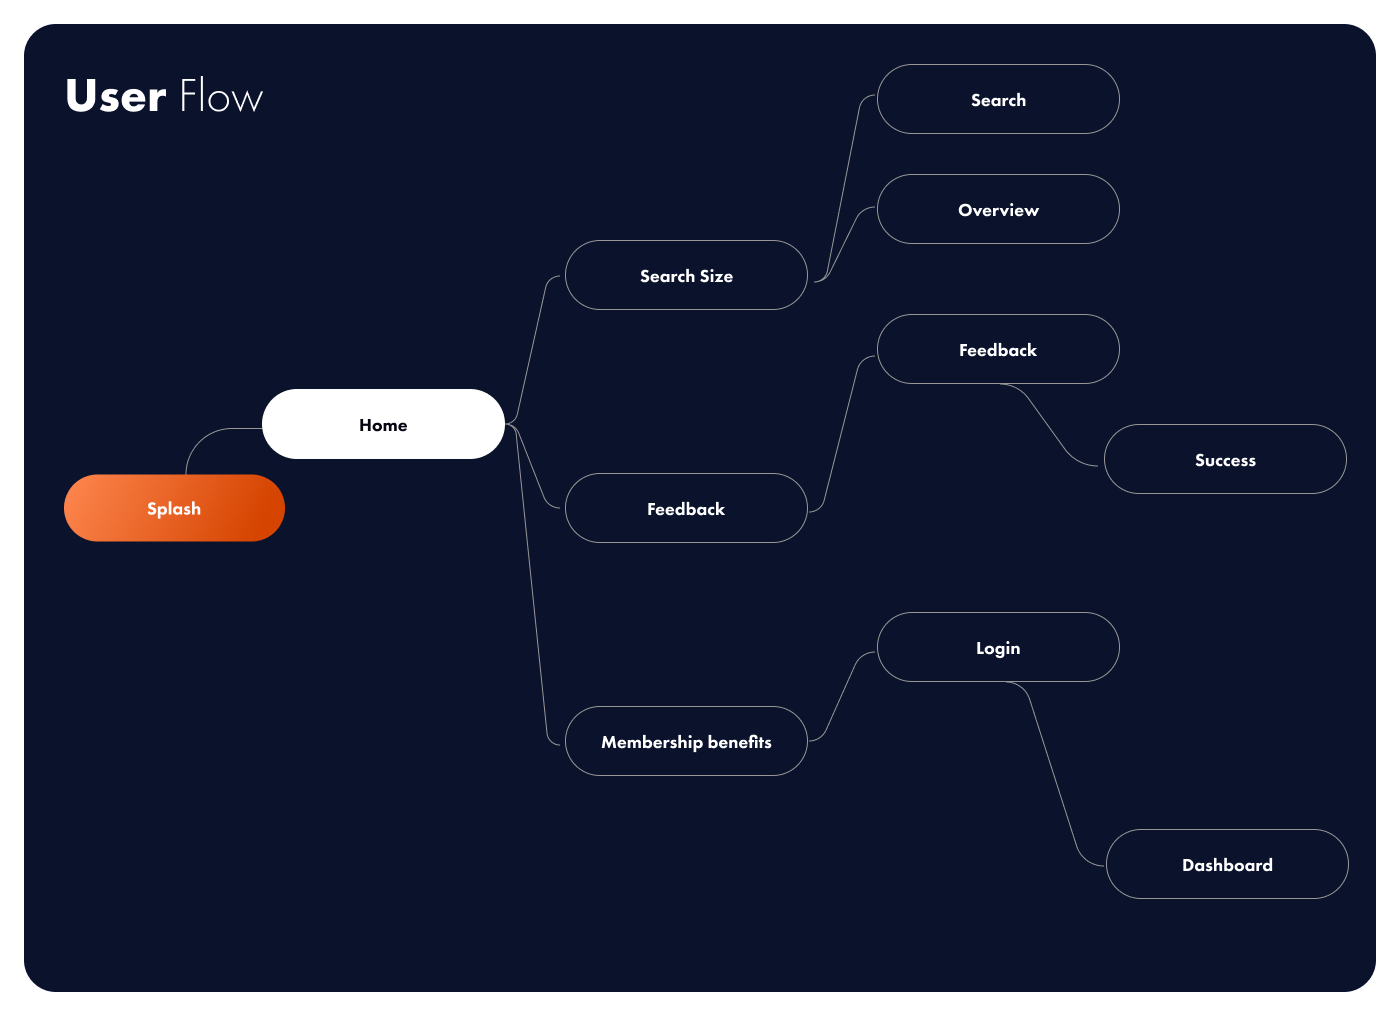 User Flow
Search
Overview
Search Size
Feedback
Home
Success
Splash
Feedback
Login
Membership benefits
Dashboard